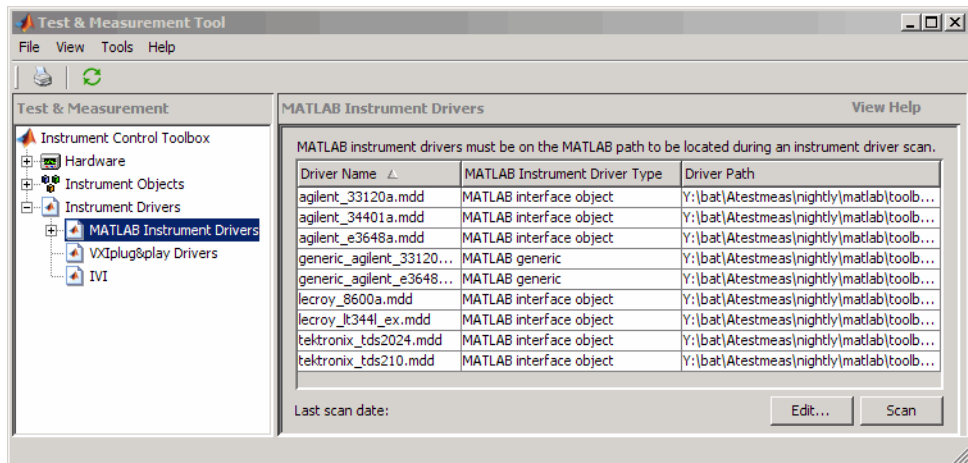 Test & Measurement Tool
File View Tools Help
Test & Measurement
Instrument Control Toolbox
Hardware
Instrument Objects
Instrument Drivers
MATLAB Instrument Drivers
VXIplug&play Drivers
IVI
MATLAB Instrument Drivers View Help
MATLAB instrument drivers must be on the MATLAB path to be located during an instrument driver scan.
Driver Name MATLAB Instrument Driver Type Driver Path
agilent_33120a.mdd MATLAB interface object Y:\bat\Atestmeas\nightly\matlab\toolb...
agilent_34401a.mdd MATLAB interface object Y:\bat\Atestmeas\nightly\matlab\toolb...
agilent_e3648a.mdd MATLAB interface object Y:\bat\Atestmeas\nightly\matlab\toolb...
generic_agilent_33120... MATLAB generic Y:\bat\Atestmeas\nightly\matlab\toolb...
generic_agilent_e3648... MATLAB generic Y:\bat\Atestmeas\nightly\matlab\toolb...
lecroy_8600a.mdd MATLAB interface object Y:\bat\Atestmeas\nightly\matlab\toolb...
lecroy_lt344l_ex.mdd MATLAB interface object Y:\bat\Atestmeas\nightly\matlab\toolb...
tektronix_tds2024.mdd MATLAB interface object Y:\bat\Atestmeas\nightly\matlab\toolb...
tektronix_tds210.mdd MATLAB interface object Y:\bat\Atestmeas\nightly\matlab\toolb...
Last scan date: Edit... Scan